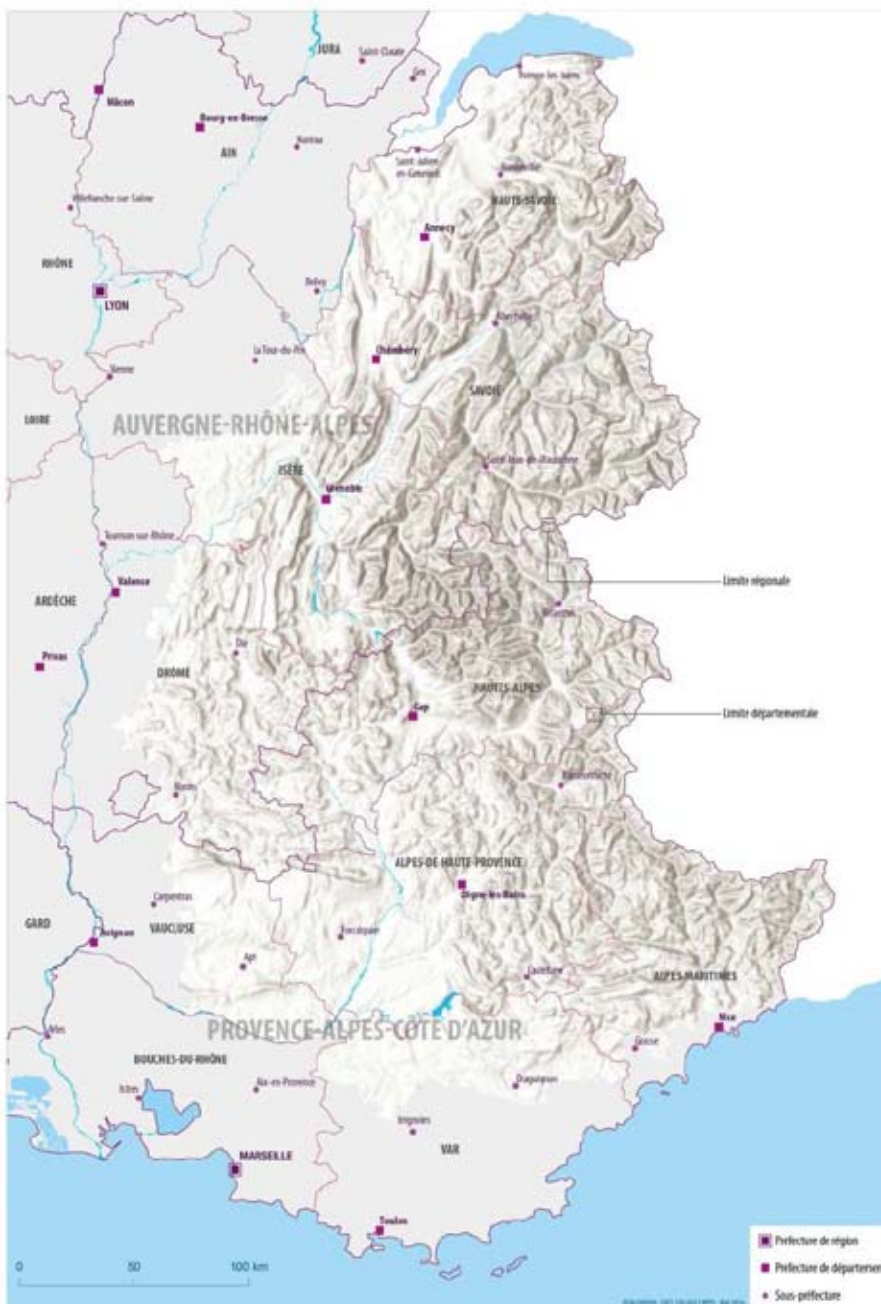 JURA
Saint-Claude
Gex
Thonon-les-Bains
Mâcon
Bourg-en-Bresse
AIN
Nantua
Saint-Julien
en-Genevois
Bonneville
HAUTE-SAVOIE
Villefranche-sur-Saône
Annecy
RHÔNE
Belley
LYON
Albertville
La Tour-du-Pin
Chambéry
Vienne
SAVOIE
LOIRE
AUVERGNE-RHÔNE-ALPES
ISÈRE
Saint-Jean-de-Maurienne
Grenoble
Tournon-sur-Rhône
Limite régionale
Valence
ARDÈCHE
Briançon
Die
Privas
DRÔME
HAUTES-ALPES
Gap
Limite départementale
Barcelonnette
Nyons
ALPES-DE-HAUTE-PROVENCE
Digne-les-Bains
Carpentras
GARD
VAUCLUSE
Avignon
Forcalquier
Apt
Castellane
ALPES-MARITIMES
PROVENCE-ALPES-CÔTE D'AZUR
Nice
Arles
Grasse
BOUCHES-DU-RHÔNE
Istres
Aix-en-Provence
Draguignan
Brignoles
VAR
MARSEILLE
Toulon
0 50 100 km
Préfecture de région
Préfecture de départemen
Sous-préfecture